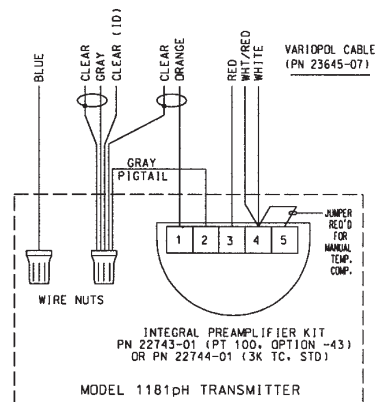 BLUE
CLEAR
GRAY
CLEAR (ID)
CLEAR
ORANGE
RED
WHT/RED
WHITE
VARIOPOL CABLE
(PN 23645-07)
GRAY
PIGTAIL
1 2 3 4 5
JUMPER
REQ'D
FOR
MANUAL
TEMP.
COMP.
WIRE NUTS
INTEGRAL PREAMPLIFIER KIT
PN 22743-01 (PT 100, OPTION -43)
OR PN 22744-01 (3K TC, STD)
MODEL 1181pH TRANSMITTER